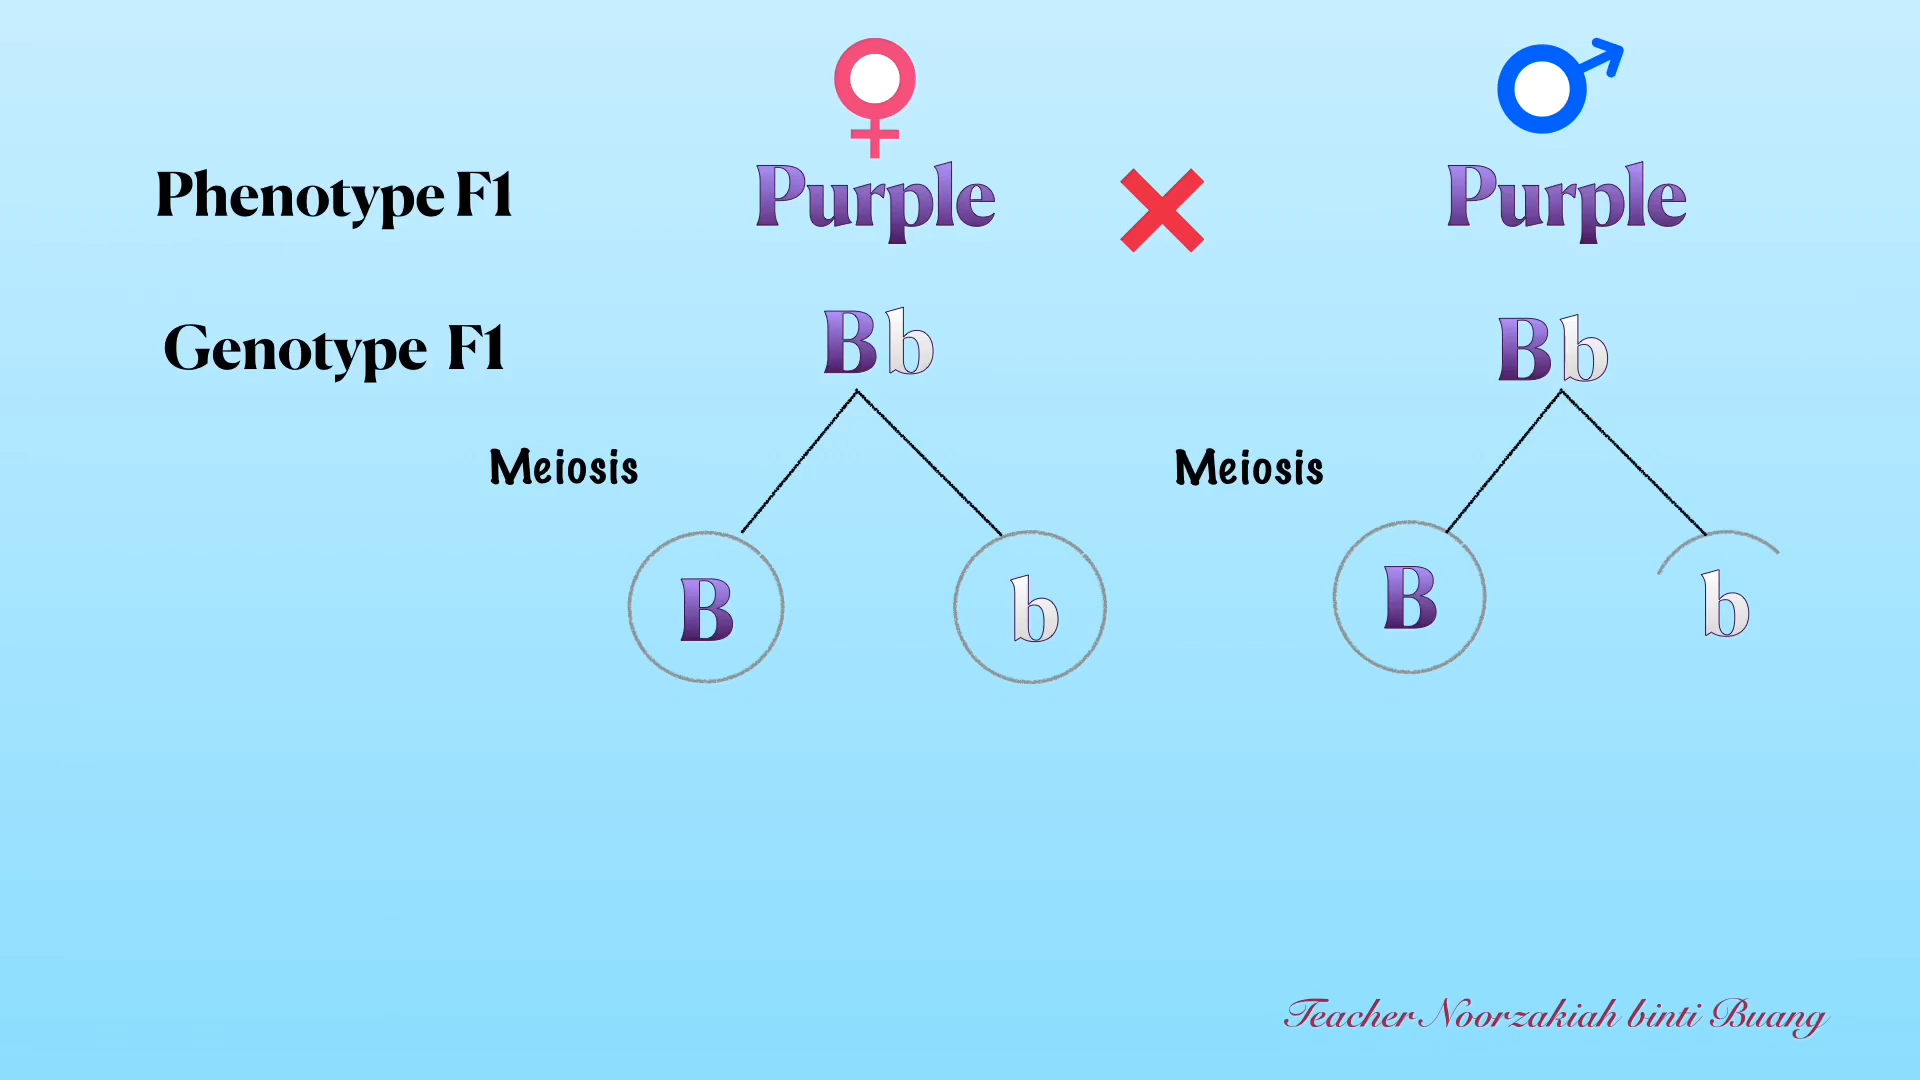 Phenotype F1 Purple Purple
Genotype F1 Bb Bb
Meiosis Meiosis
B b B b
Teacher Noorzakiah binti Buang